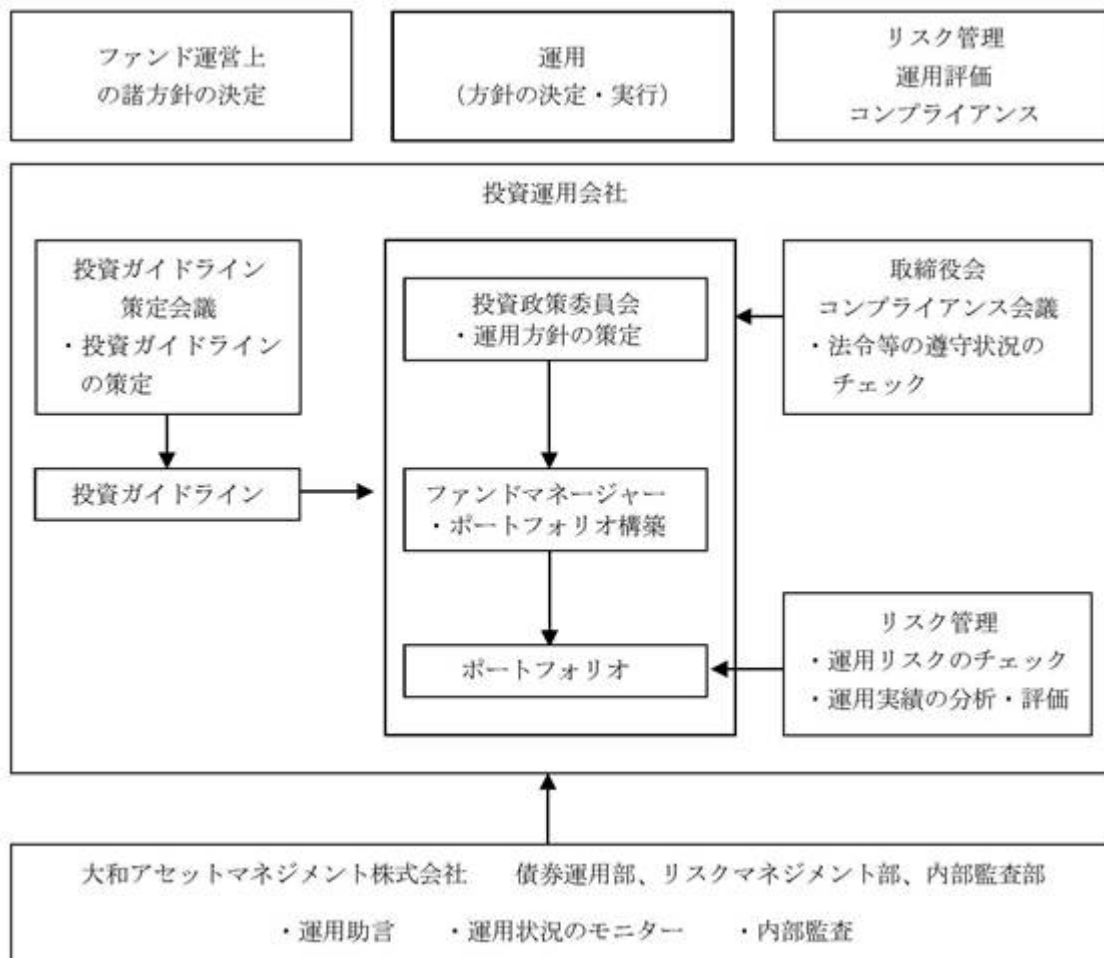 ファンド運営上
の諸方針の決定
運用
(方針の決定・実行)
リスク管理
運用評価
コンプライアンス
投資運用会社
投資ガイドライン
策定会議
・投資ガイドライン
の策定
投資ガイドライン
投資政策委員会
・運用方針の策定
ファンドマネージャー
・ポートフォリオ構築
ポートフォリオ
取締役会
コンプライアンス会議
・法令等の遵守状況の
チェック
リスク管理
・運用リスクのチェック
・運用実績の分析・評価
大和アセットマネジメント株式会社　債券運用部、リスクマネジメント部、内部監査部
・運用助言　・運用状況のモニター　・内部監査